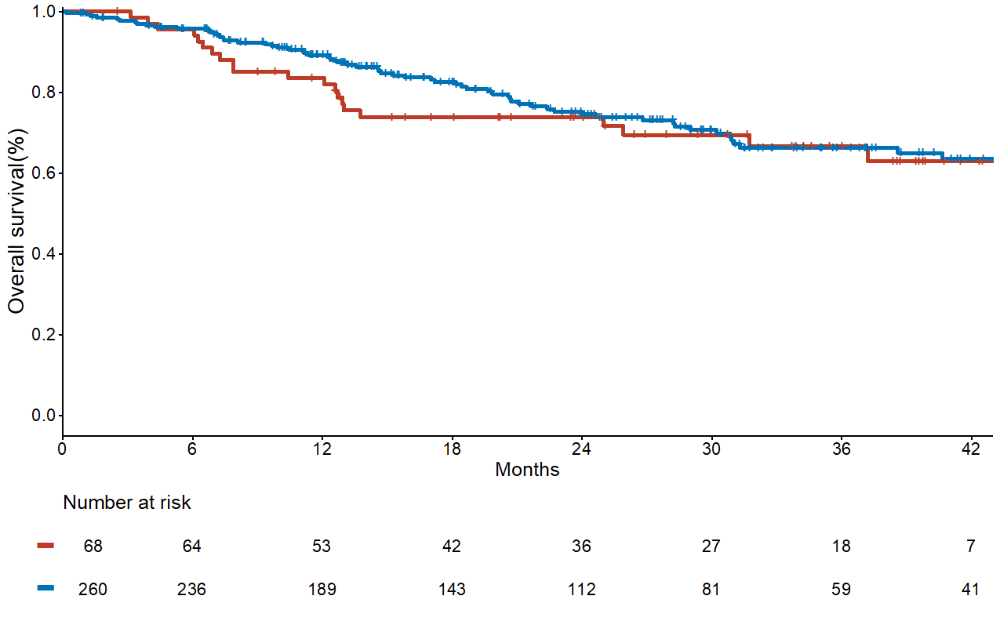 Overall survival(%)
1.0
0.8
0.6
0.4
0.2
0.0
0 6 12 18 24 30 36 42
Months
Number at risk
68 64 53 42 36 27 18 7
260 236 189 143 112 81 59 41